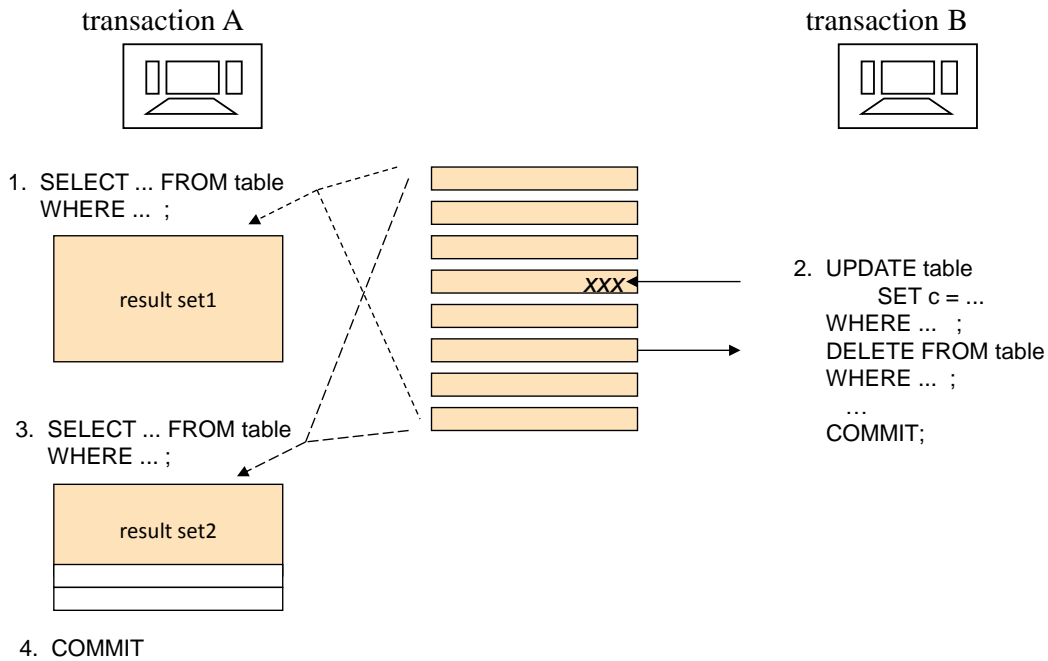 transaction A
transaction B
1. SELECT ... FROM table
WHERE ... ;
result set1
xxx
2. UPDATE table
SET c = ...
WHERE ... ;
DELETE FROM table
WHERE ... ;
...
COMMIT;
3. SELECT ... FROM table
WHERE ... ;
result set2
4. COMMIT